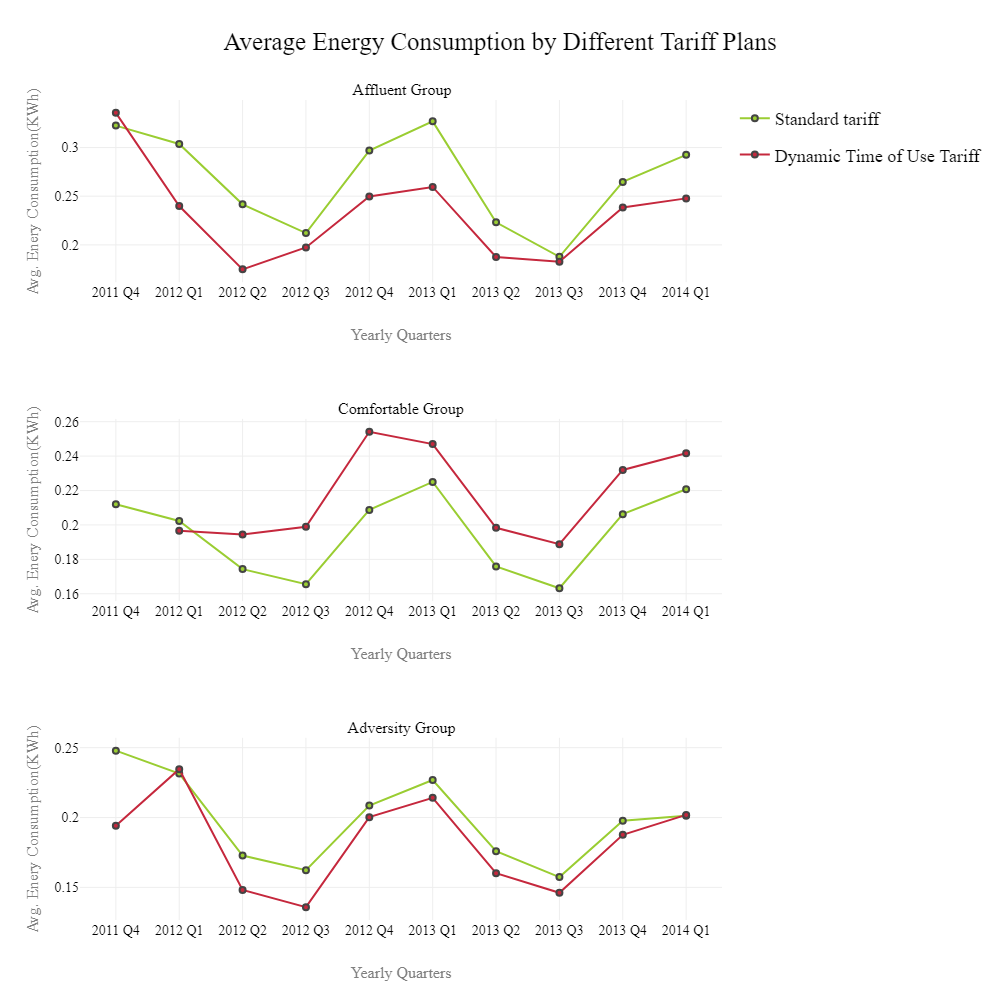 Average Energy Consumption by Different Tariff Plans
Affluent Group
Standard tariff
Dynamic Time of Use Tariff
Avg. Enery Consumption(KWh)
0.3
0.25
0.2
2011 Q4 2012 Q1 2012 Q2 2012 Q3 2012 Q4 2013 Q1 2013 Q2 2013 Q3 2013 Q4 2014 Q1
Yearly Quarters
Comfortable Group
Avg. Enery Consumption(KWh)
0.26
0.24
0.22
0.2
0.18
0.16
2011 Q4 2012 Q1 2012 Q2 2012 Q3 2012 Q4 2013 Q1 2013 Q2 2013 Q3 2013 Q4 2014 Q1
Yearly Quarters
Adversity Group
Avg. Enery Consumption(KWh)
0.25
0.2
0.15
2011 Q4 2012 Q1 2012 Q2 2012 Q3 2012 Q4 2013 Q1 2013 Q2 2013 Q3 2013 Q4 2014 Q1
Yearly Quarters